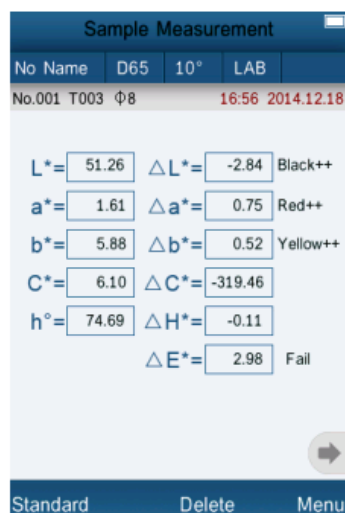 Sample Measurement
No Name D65 10° LAB
No.001 T003 Φ8 16:56 2014.12.18
L*= 51.26 △L*= -2.84 Black++
a*= 1.61 △a*= 0.75 Red++
b*= 5.88 △b*= 0.52 Yellow++
C*= 6.10 △C*= -319.46
h°= 74.69 △H*= -0.11
△E*= 2.98 Fail
Standard Delete Menu